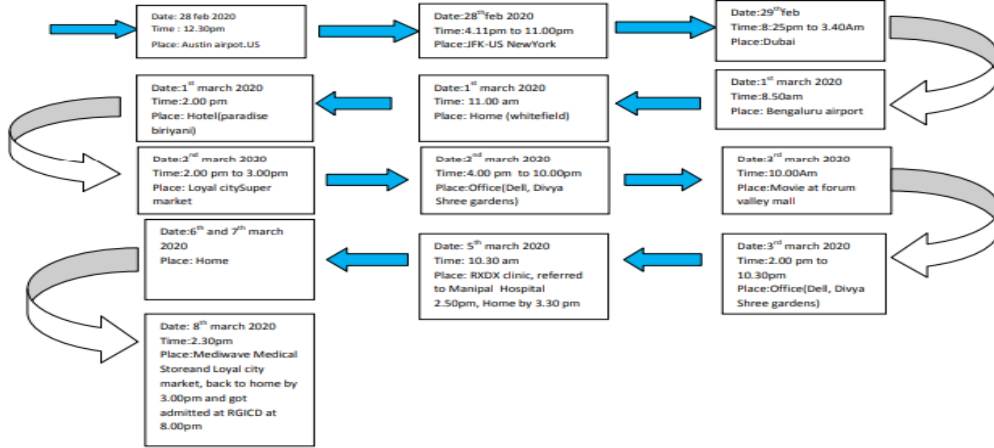 Date: 28 feb 2020
Time : 12.30pm
Place: Austin airpot.US
Date:28thfeb 2020
Time:4.11pm to 11.00pm
Place:JFK-US NewYork
Date:29thfeb
Time:8:25pm to 3.40Am
Place:Dubai
Date:1st march 2020
Time:8.50am
Place: Bengaluru airport
Date:1st march 2020
Time: 11.00 am
Place: Home (whitefield)
Date:1st march 2020
Time:2.00 pm
Place: Hotel(paradise
biriyani)
Date:2nd march 2020
Time:2.00 pm to 3.00pm
Place: Loyal citySuper
market
Date:2nd march 2020
Time:4.00 pm to 10.00pm
Place:Office(Dell, Divya
Shree gardens)
Date:3rd march 2020
Time:10.00Am
Place:Movie at forum
valley mall
Date:3rd march 2020
Time:2.00 pm to
10.30pm
Place:Office(Dell, Divya
Shree gardens)
Date: 5th march 2020
Time: 10.30 am
Place: RXDX clinic, referred
to Manipal Hospital
2.50pm, Home by 3.30 pm
Date:6th and 7th march
2020
Place: Home
Date: 8th march 2020
Time:2.30pm
Place:Mediwave Medical
Storeand Loyal city
market, back to home by
3.00pm and got
admitted at RGICD at
8.00pm